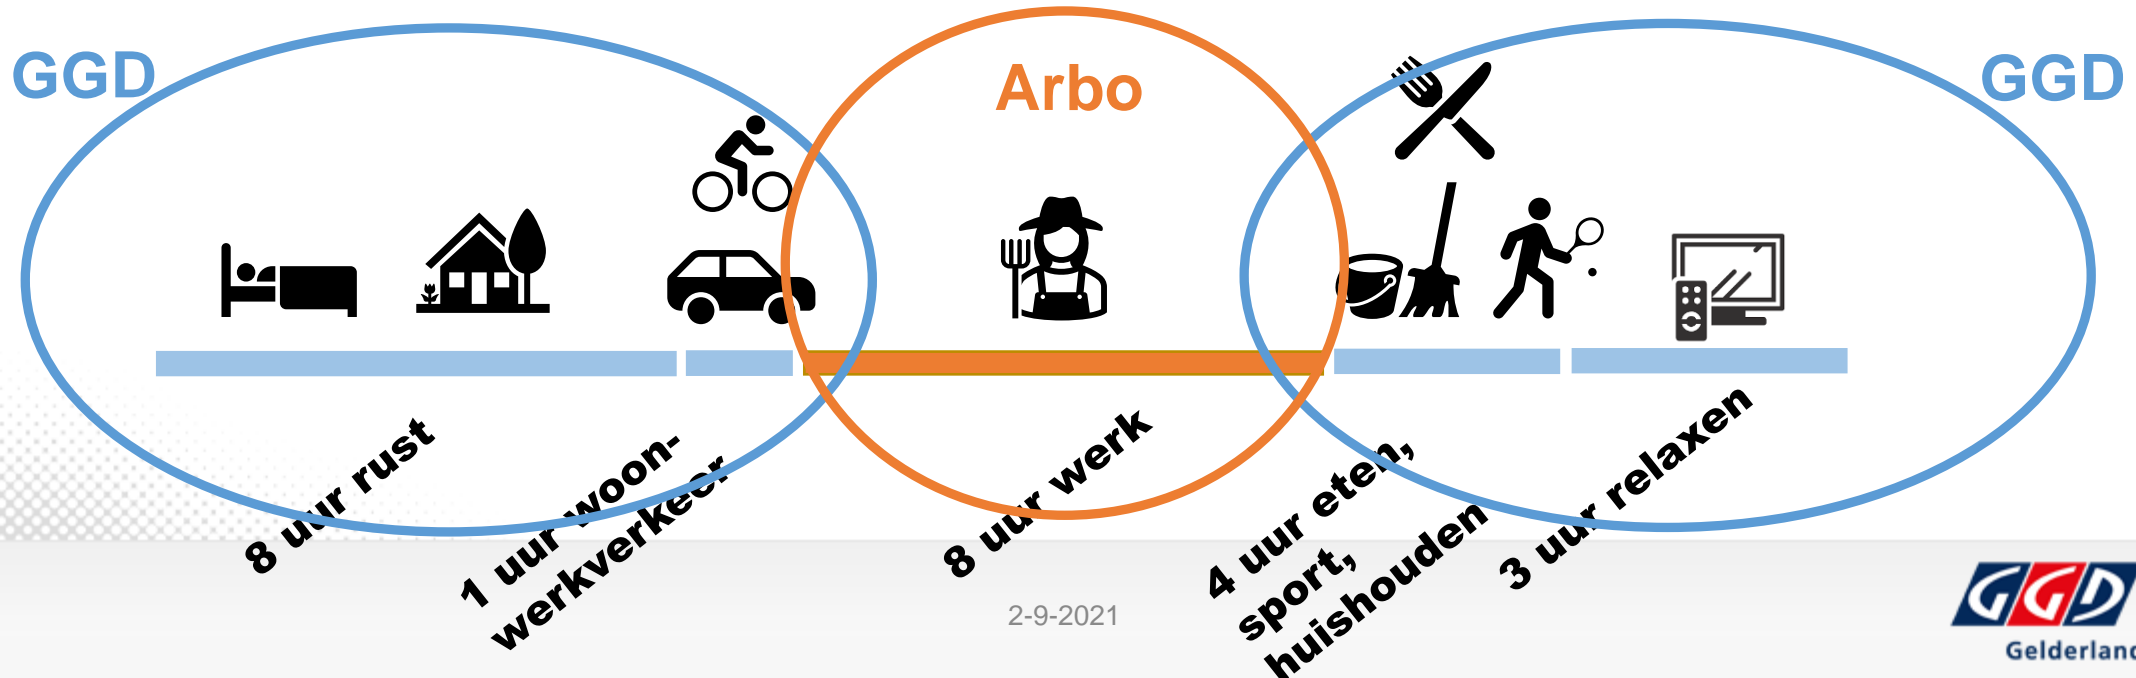 GGD
Arbo
GGD
8 uur rust
1 uur woon-
werkverkeer
8 uur werk
4 uur eten,
sport,
huishouden
3 uur relaxen
2-9-2021
GGD
Gelderland